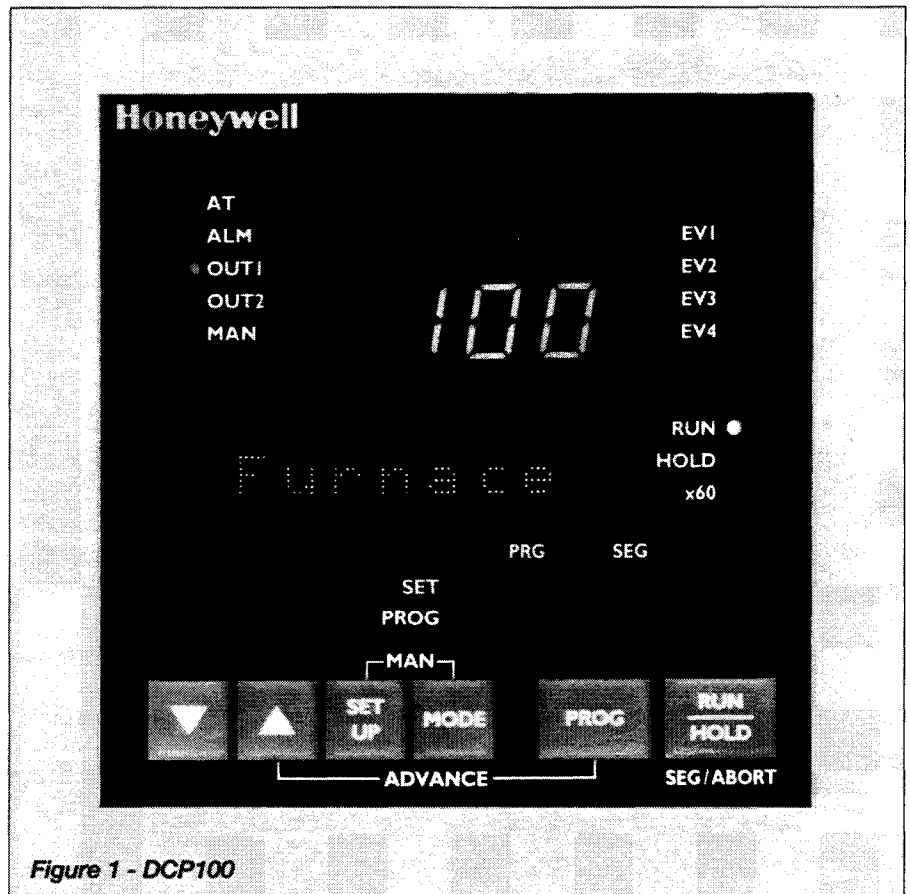 Honeywell
AT
ALM
OUT1
OUT2
MAN
EV1
EV2
EV3
EV4
100
RUN
HOLD
x60
Furnace
PRG SEG
SET
PROG
MAN
SET UP
MODE
PROG
RUN
HOLD
ADVANCE
SEG/ABORT
Figure 1 - DCP100